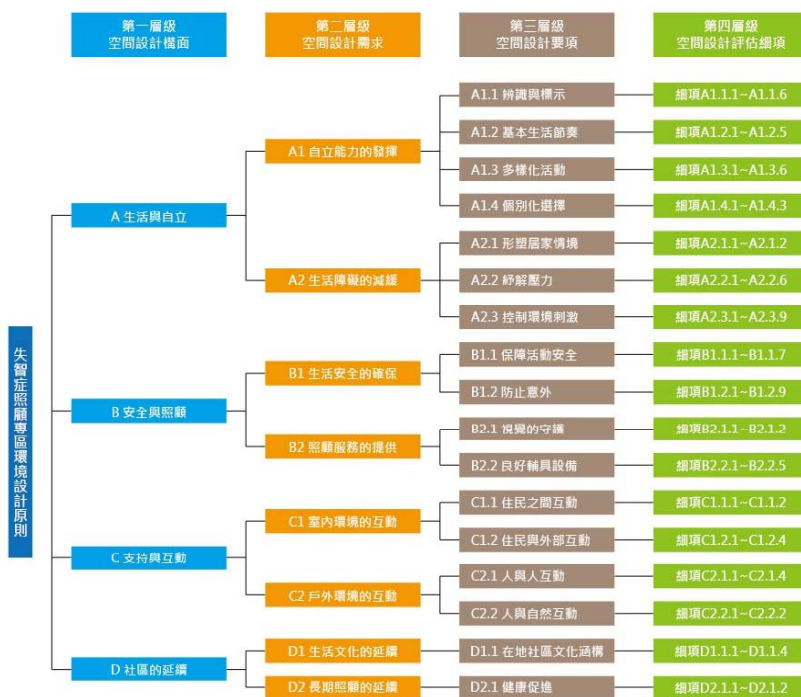 第一層級
空間設計構面
第二層級
空間設計需求
第三層級
空間設計要項
第四層級
空間設計評估細項
失智症照顧專區環境設計原則
A 生活與自立
A1 自立能力的發揮
A1.1 辨識與標示
細項A1.1.1~A1.1.6
A1.2 基本生活節奏
細項A1.2.1~A1.2.5
A1.3 多樣化活動
細項A1.3.1~A1.3.6
A1.4 個別化選擇
細項A1.4.1~A1.4.3
A2 生活障礙的減緩
A2.1 形塑居家情境
細項A2.1.1~A2.1.2
A2.2 紓解壓力
細項A2.2.1~A2.2.6
A2.3 控制環境刺激
細項A2.3.1~A2.3.9
B 安全與照顧
B1 生活安全的確保
B1.1 保障活動安全
細項B1.1.1~B1.1.7
B1.2 防止意外
細項B1.2.1~B1.2.9
B2 照顧服務的提供
B2.1 視覺的守護
細項B2.1.1~B2.1.2
B2.2 良好輔具設備
細項B2.2.1~B2.2.5
C 支持與互動
C1 室內環境的互動
C1.1 住民之間互動
細項C1.1.1~C1.1.2
C1.2 住民與外部互動
細項C1.2.1~C1.2.4
C2 戶外環境的互動
C2.1 人與人互動
細項C2.1.1~C2.1.4
C2.2 人與自然互動
細項C2.2.1~C2.2.2
D 社區的延續
D1 生活文化的延續
D1.1 在地社區文化涵構
細項D1.1.1~D1.1.4
D2 長期照顧的延續
D2.1 健康促進
細項D2.1.1~D2.1.2